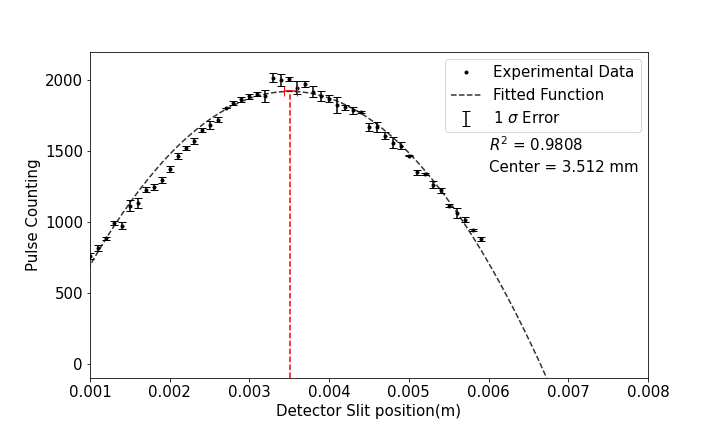 2000
1500
1000
500
0
Pulse Counting
Experimental Data
Fitted Function
1 σ Error
R² = 0.9808
Center = 3.512 mm
0.001 0.002 0.003 0.004 0.005 0.006 0.007 0.008
Detector Slit position(m)